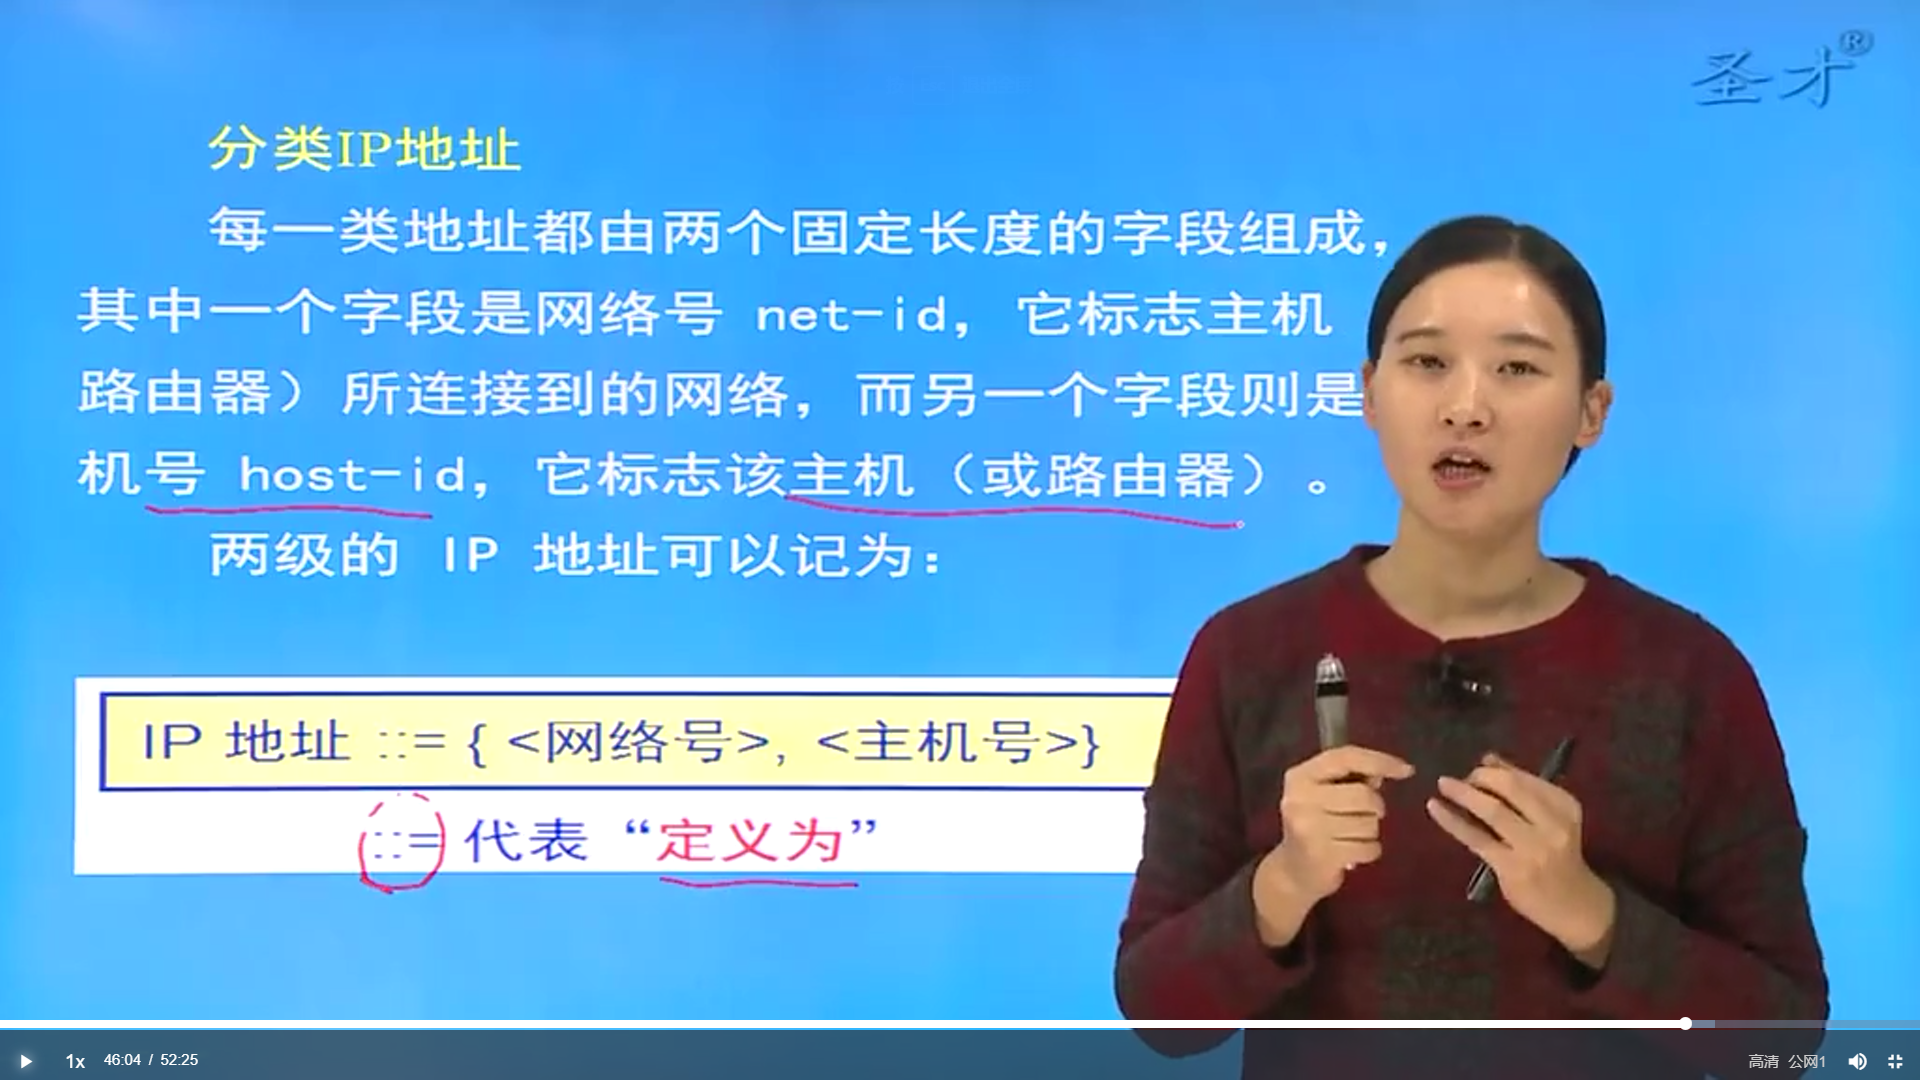 圣才®
分类IP地址
每一类地址都由两个固定长度的字段组成，
其中一个字段是网络号 net-id，它标志主机
路由器）所连接到的网络，而另一个字段则是
机号 host-id，它标志该主机（或路由器）。
两级的 IP 地址可以记为：
IP 地址 ::= { <网络号>, <主机号>}
::= 代表 “定义为”
1x 46:04 / 52:25 高清 公网1